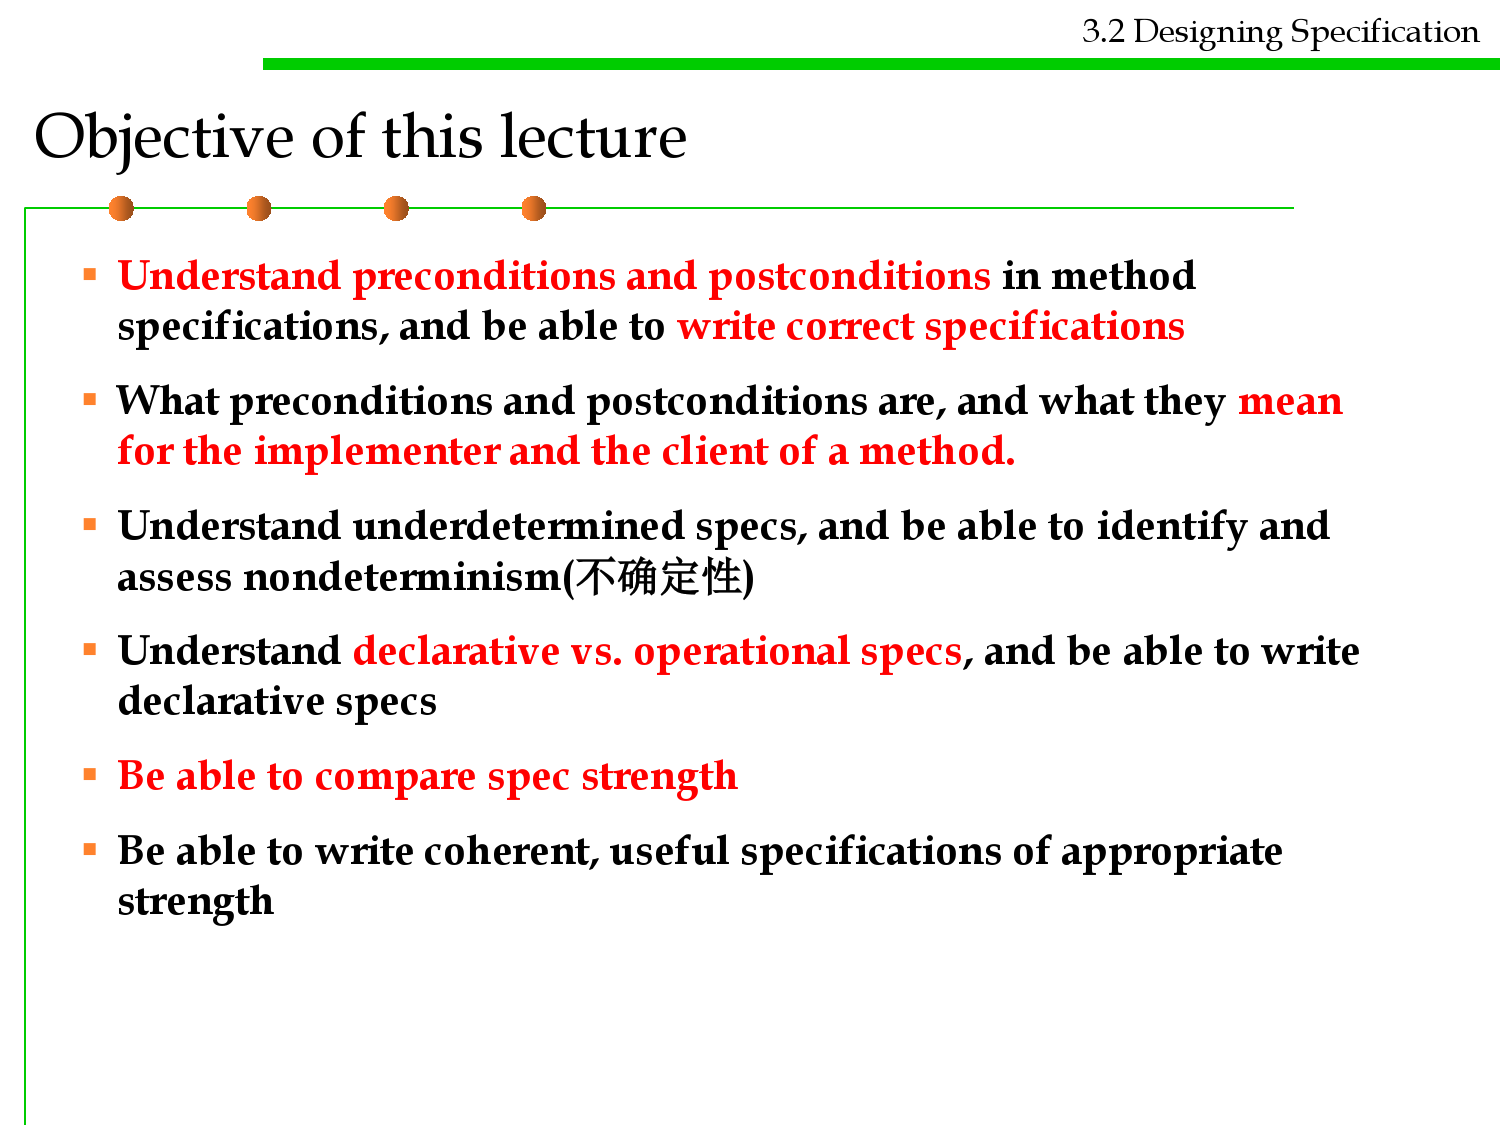 3.2 Designing Specification
Objective of this lecture
▪ Understand preconditions and postconditions in method
specifications, and be able to write correct specifications
▪ What preconditions and postconditions are, and what they mean
for the implementer and the client of a method.
▪ Understand underdetermined specs, and be able to identify and
assess nondeterminism(不确定性)
▪ Understand declarative vs. operational specs, and be able to write
declarative specs
▪ Be able to compare spec strength
▪ Be able to write coherent, useful specifications of appropriate
strength